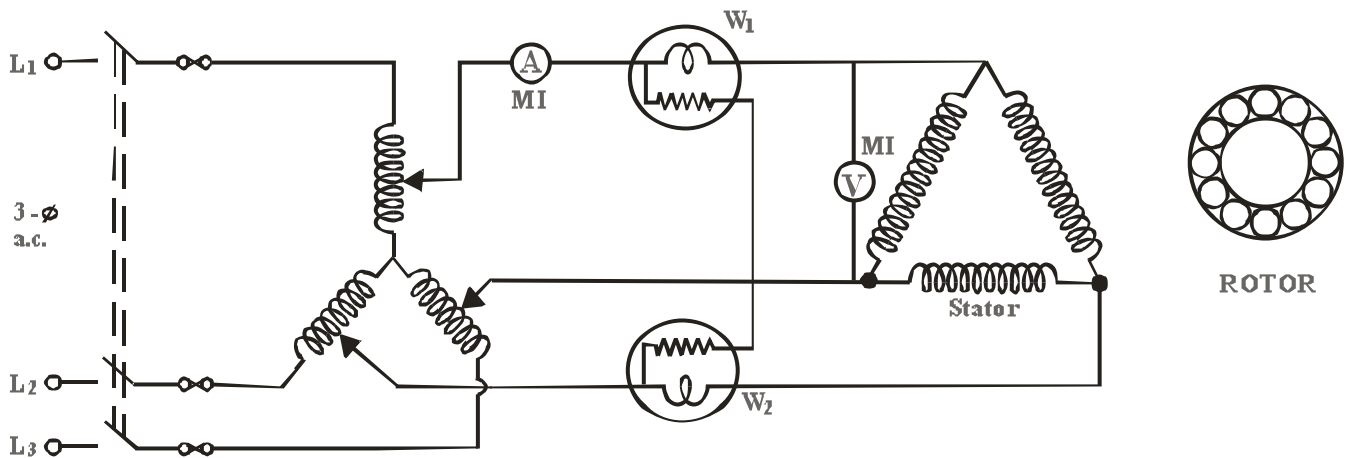 W1
L1
A
MI
MI
V
3 - ø
a.c.
ROTOR
Stator
L2
W2
L3